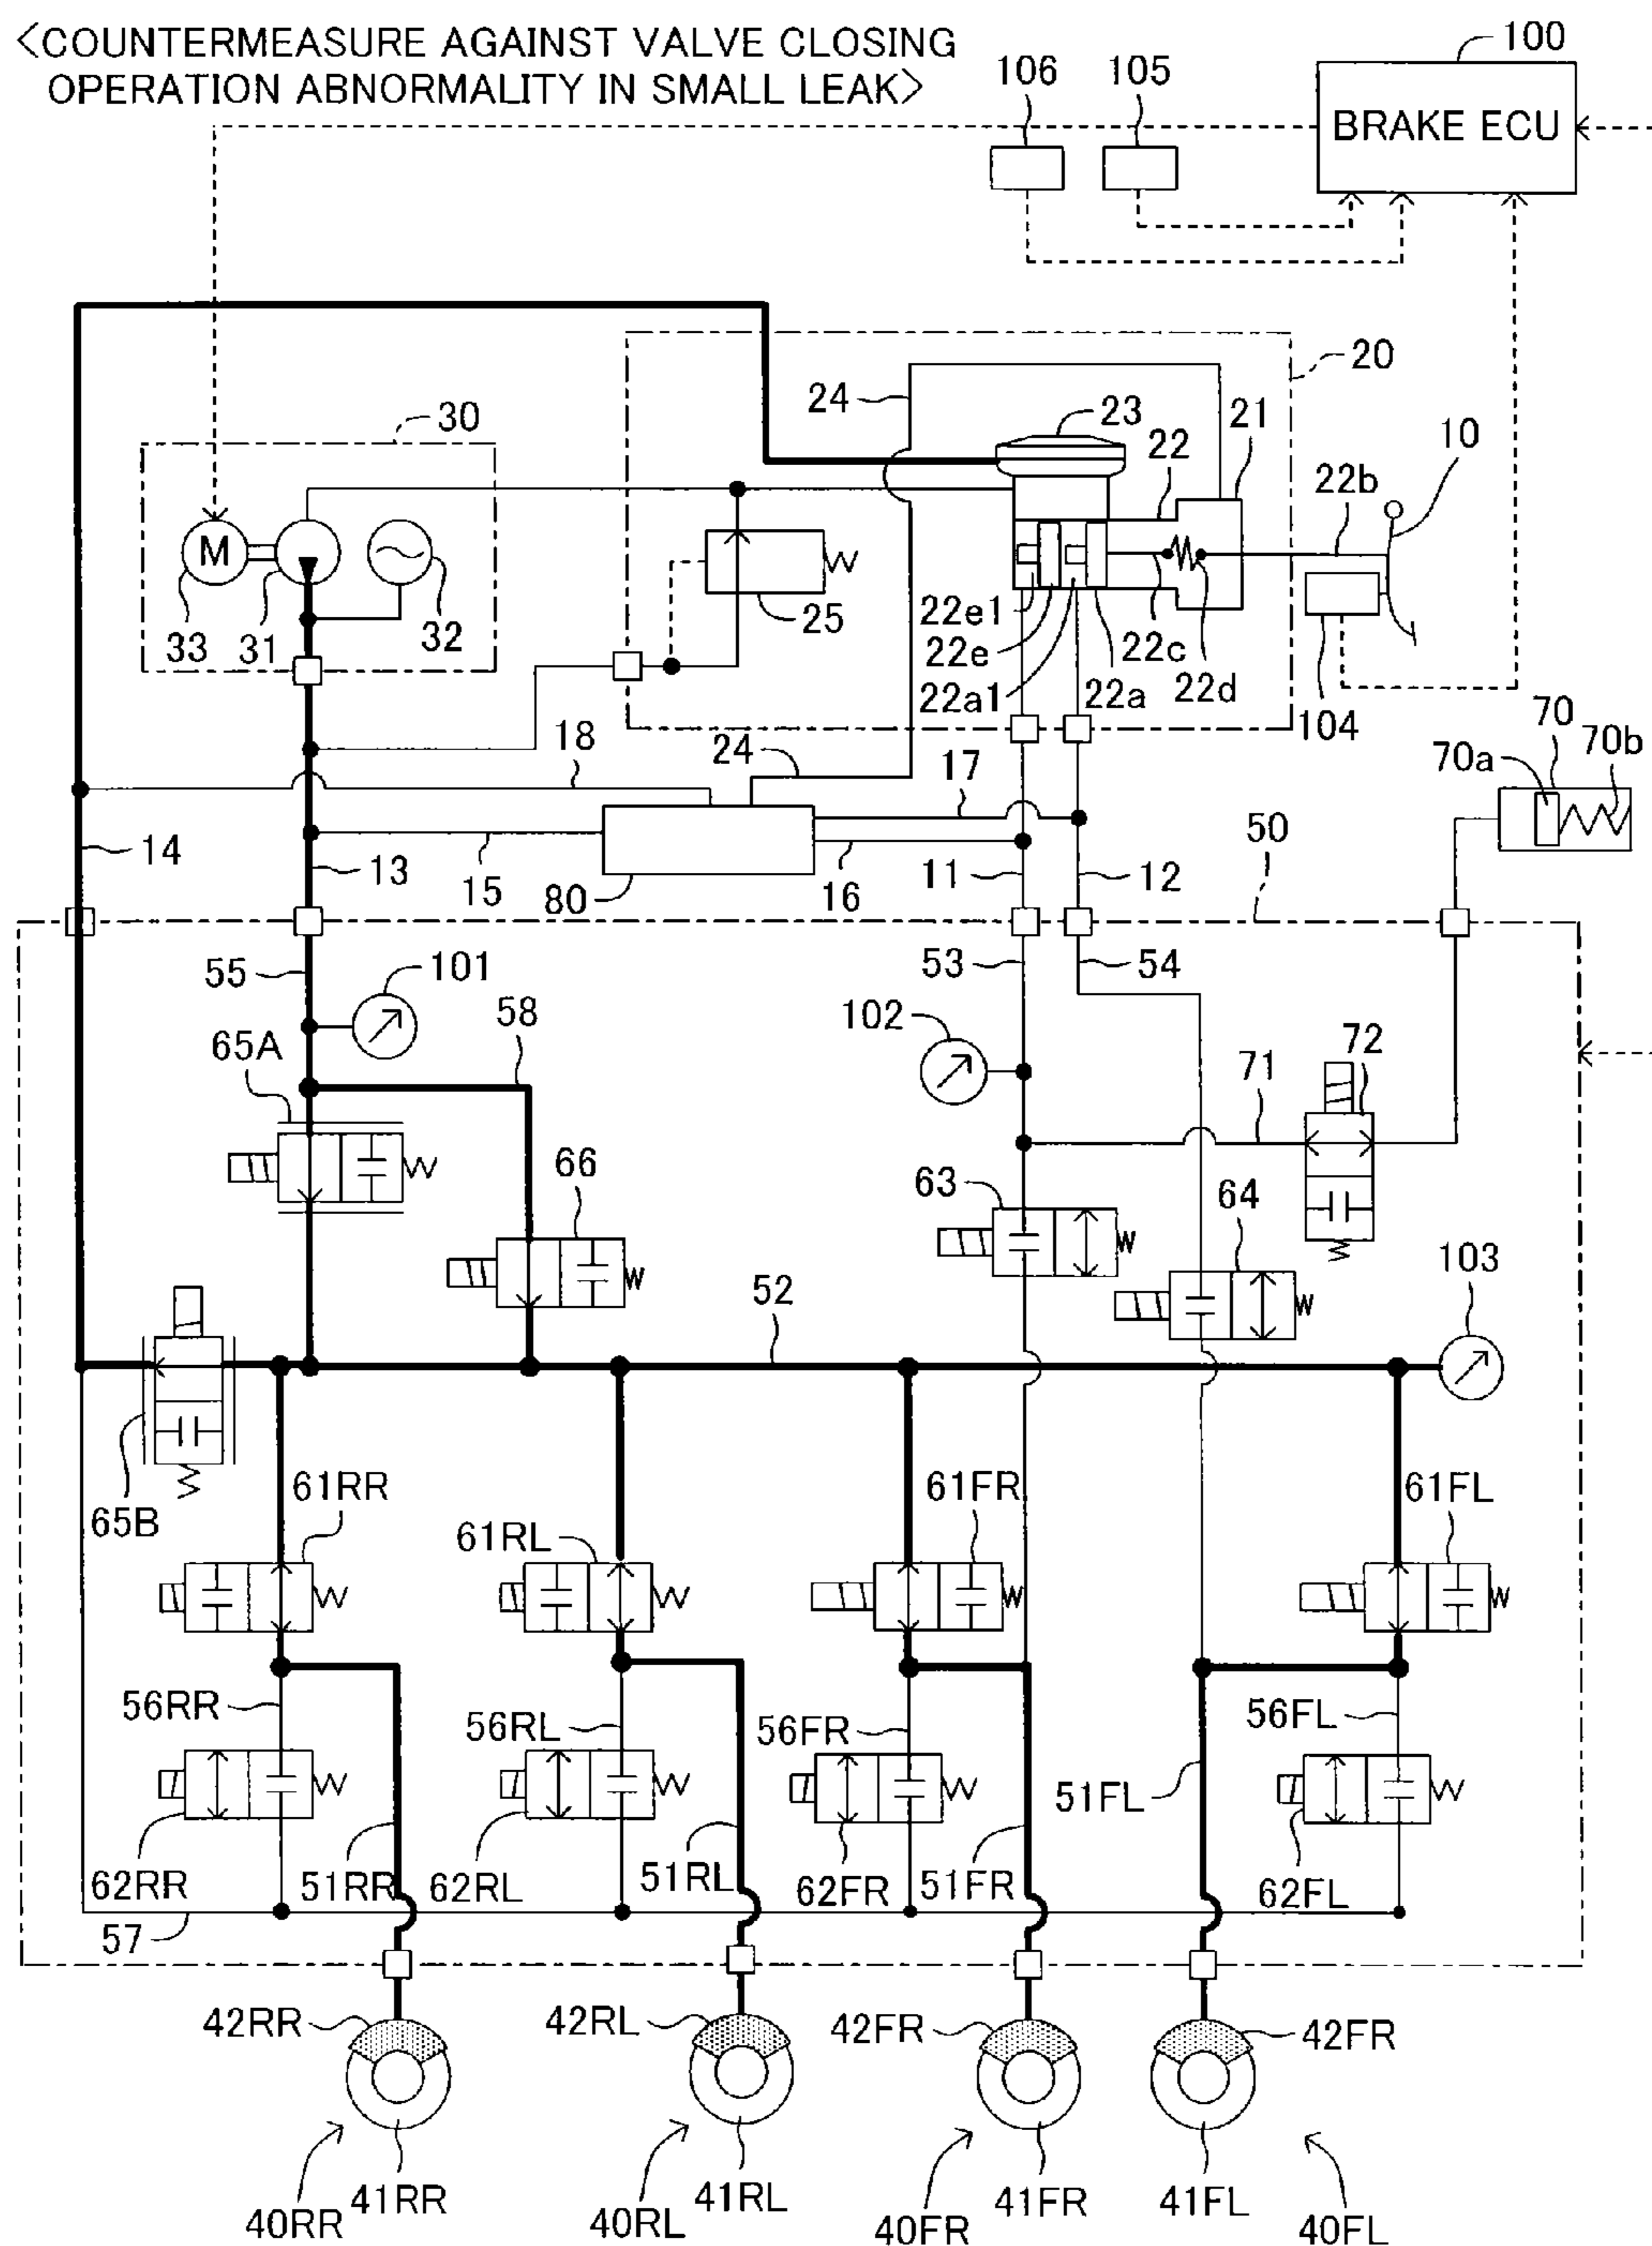 <COUNTERMEASURE AGAINST VALVE CLOSING
OPERATION ABNORMALITY IN SMALL LEAK>
100
106
105
BRAKE ECU
20
24
23
21
10
30
22
22b
M
33
31
32
25
22e1
22e
22c
22a1
22a
22d
104
70
70b
70a
18
24
17
50
14
13
15
80
16
11
12
55
101
53
54
58
102
65A
72
71
66
63
64
52
103
65B
61RR
61RL
61FR
61FL
56RR
56RL
56FR
56FL
51FL
62RR
51RR
62RL
51RL
62FR
51FR
62FL
57
42RR
42RL
42FR
42FR
41RR
41RL
41FR
41FL
40RR
40RL
40FR
40FL